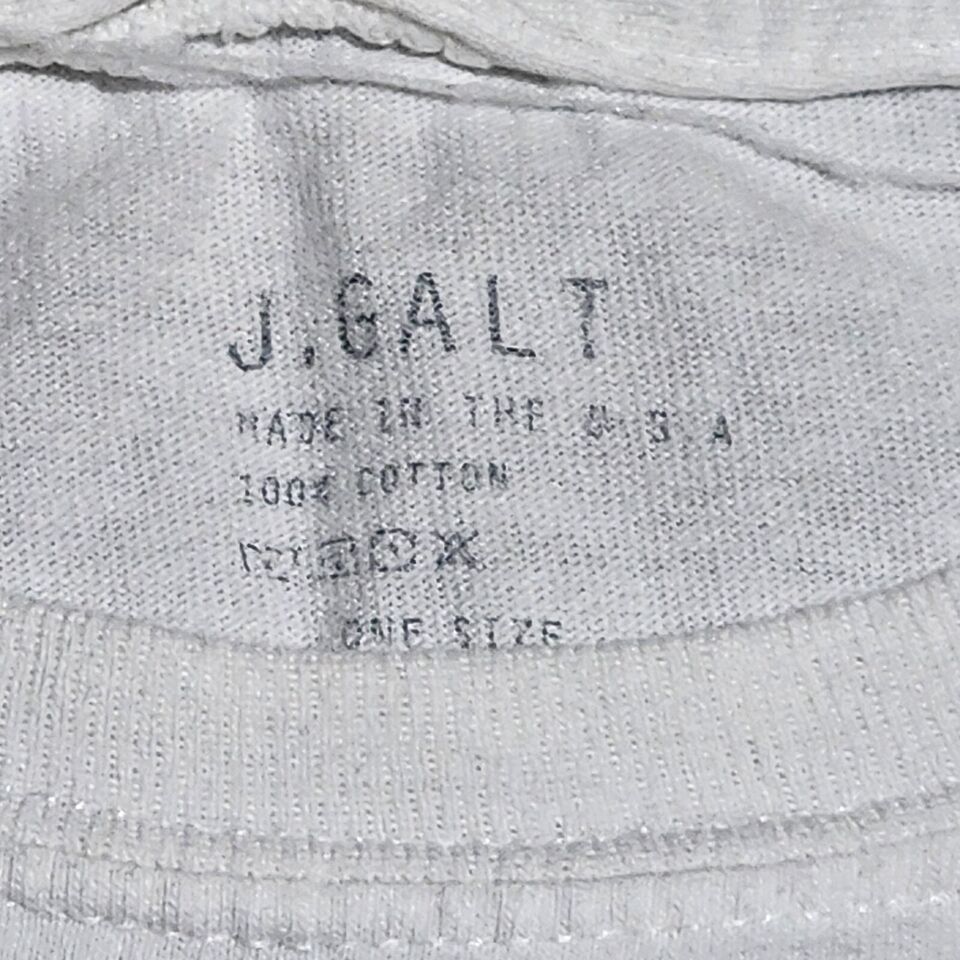 J.GALT
MADE IN THE U S A
100% COTTON
ONE SIZE